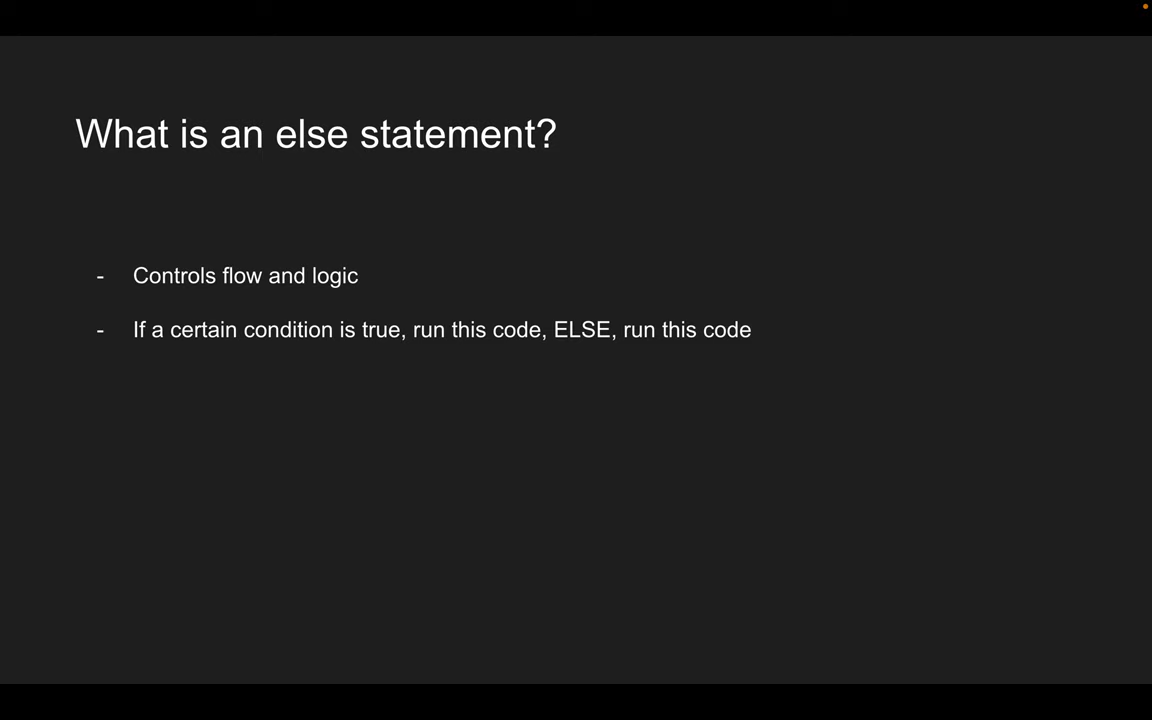 What is an else statement?
- Controls flow and logic
- If a certain condition is true, run this code, ELSE, run this code